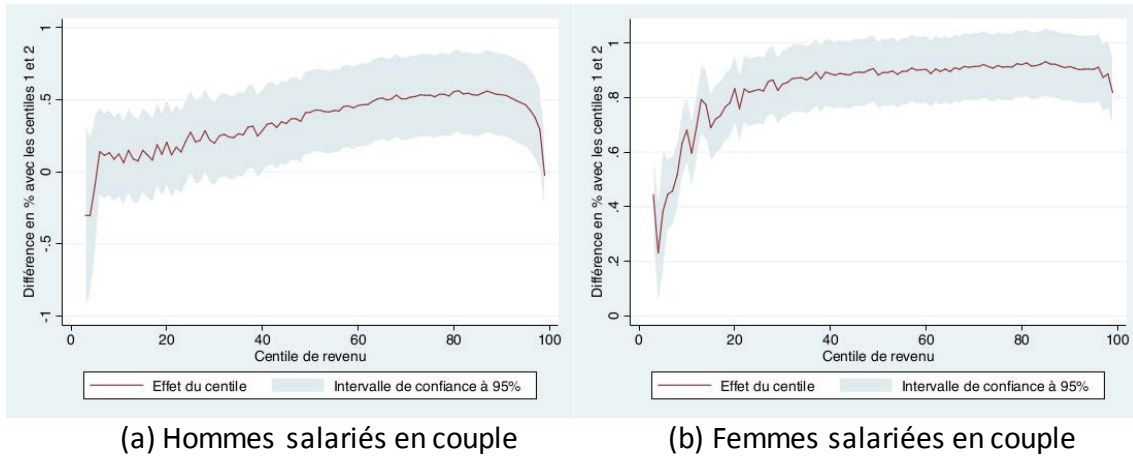 Différence en % avec les centiles 1 et 2
1
.5
0
-.5
-1
0
20
40
60
80
100
Centile de revenu
Effet du centile
Intervalle de confiance à 95%
(a) Hommes salariés en couple
Différence en % avec les centiles 1 et 2
1
.8
.6
.4
.2
0
0
20
40
60
80
100
Centile de revenu
Effet du centile
Intervalle de confiance à 95%
(b) Femmes salariées en couple